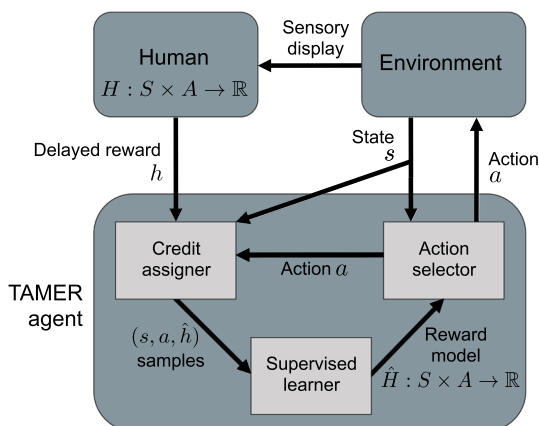 Human
H : S × A → ℝ
Sensory
display
Environment
Delayed reward
h
State
s
Action
a
Credit
assigner
Action a
Action
selector
TAMER
agent
(s, a, ĥ)
samples
Supervised
learner
Reward
model
Ĥ : S × A → ℝ